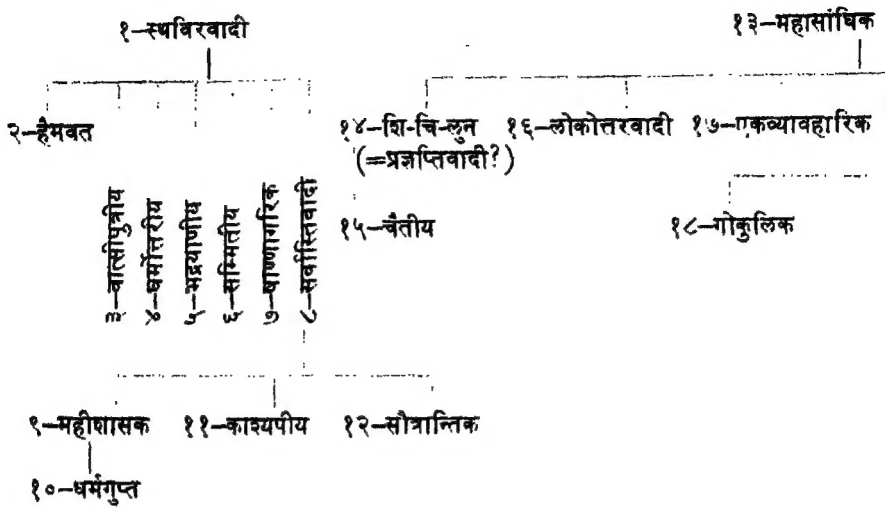 १—स्थविरवादी
१३—महासांघिक
२—हैमवत
३—वात्सीपुत्रीय
४—धर्मोत्तरीय
५—भद्रयाणीय
६—सम्मितीय
७—षाण्णागरिक
८—सर्वास्तिवादी
१४—शि-चि-लुन
(=प्रज्ञप्तिवादी?)
१६—लोकोत्तरवादी
१७—एकव्यावहारिक
१५—चैतीय
१८—गोकुलिक
९—महीशासक
११—काश्यपीय
१२—सौत्रान्तिक
१०—धर्मगुप्त